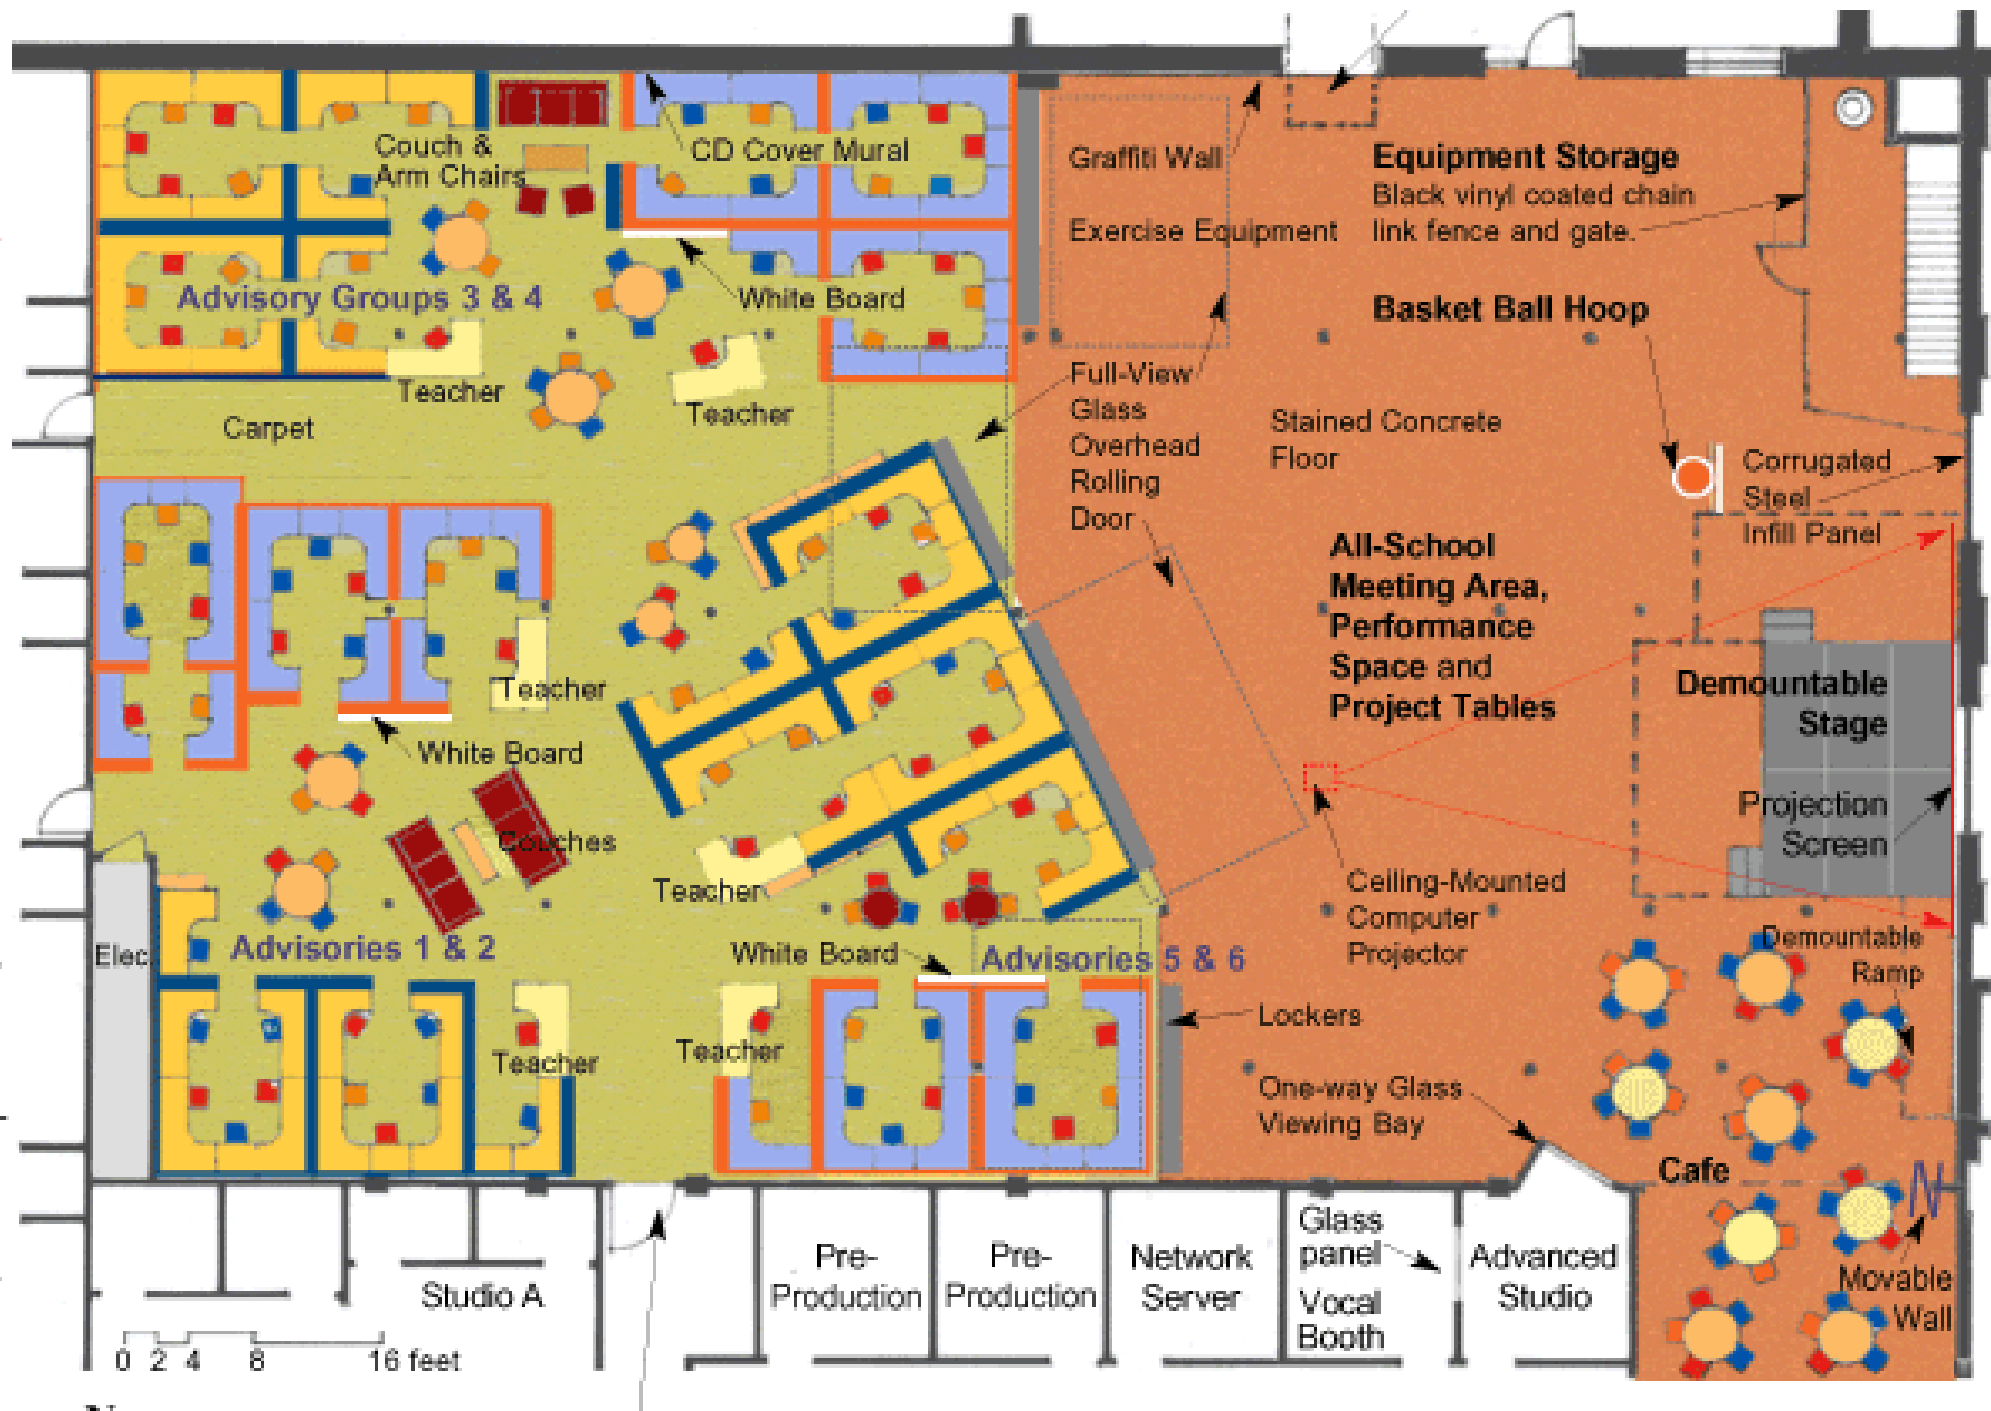 Couch &
Arm Chairs
CD Cover Mural
Graffiti Wall
Equipment Storage
Black vinyl coated chain
link fence and gate.
Exercise Equipment
Advisory Groups 3 & 4
White Board
Basket Ball Hoop
Teacher
Teacher
Full-View
Glass
Overhead
Rolling
Door
Carpet
Stained Concrete
Floor
Corrugated
Steel
Infill Panel
All-School
Meeting Area,
Performance
Space and
Project Tables
Teacher
Demountable
Stage
White Board
Projection
Screen
Couches
Teacher
Ceiling-Mounted
Computer
Projector
Elec.
Advisories 1 & 2
White Board
Advisories 5 & 6
Demountable
Ramp
Lockers
Teacher
Teacher
One-way Glass
Viewing Bay
Cafe
Studio A
Pre-
Production
Pre-
Production
Network
Server
Glass
panel
Vocal
Booth
Advanced
Studio
Movable
Wall
0 2 4 8 16 feet